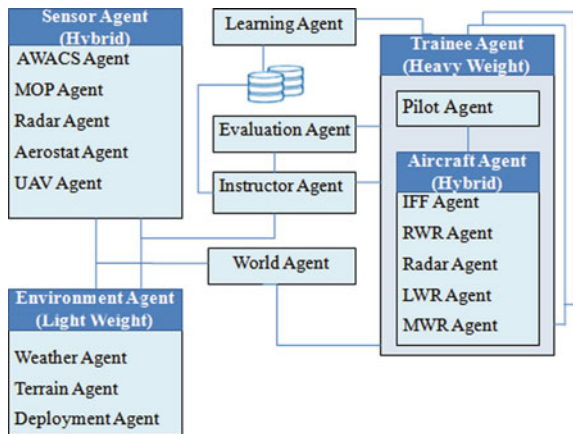 Sensor Agent
(Hybrid)
AWACS Agent
MOP Agent
Radar Agent
Aerostat Agent
UAV Agent
Learning Agent
Evaluation Agent
Instructor Agent
World Agent
Trainee Agent
(Heavy Weight)
Pilot Agent
Aircraft Agent
(Hybrid)
IFF Agent
RWR Agent
Radar Agent
LWR Agent
MWR Agent
Environment Agent
(Light Weight)
Weather Agent
Terrain Agent
Deployment Agent